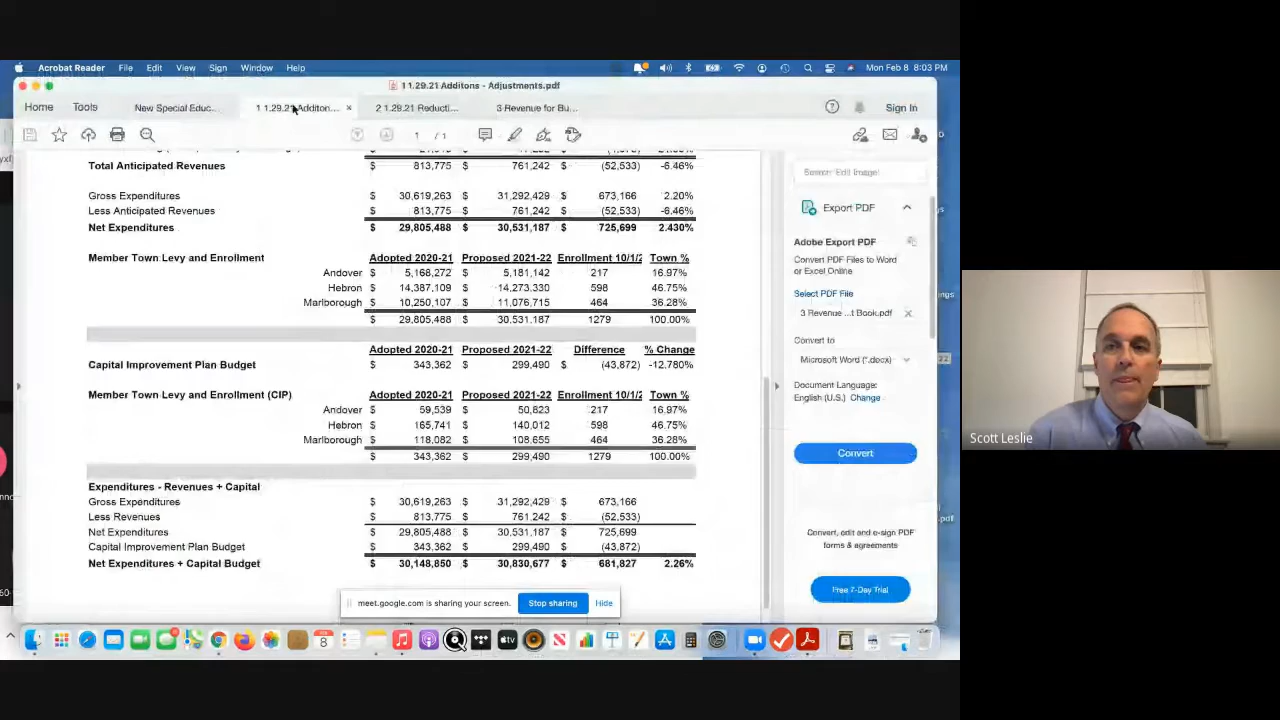 Acrobat Reader File Edit View Sign Window Help Mon Feb 8 8:03 PM
1 1.29.21 Additons - Adjustments.pdf
Home Tools New Special Educ... 1 1.29.21 Additon... × 2 1.29.21 Reducti... 3 Revenue for Bu... Sign In
1 / 1
Total Anticipated Revenues $ 813,775 $ 761,242 $ (52,533) -6.46%
Gross Expenditures $ 30,619,263 $ 31,292,429 $ 673,166 2.20%
Less Anticipated Revenues $ 813,775 $ 761,242 $ (52,533) -6.46%
Net Expenditures $ 29,805,488 $ 30,531,187 $ 725,699 2.430%
Member Town Levy and Enrollment Adopted 2020-21 Proposed 2021-22 Enrollment 10/1/2 Town %
Andover $ 5,168,272 $ 5,181,142 217 16.97%
Hebron $ 14,387,109 $ 14,273,330 598 46.75%
Marlborough $ 10,250,107 $ 11,076,715 464 36.28%
$ 29,805,488 $ 30,531,187 1279 100.00%
Adopted 2020-21 Proposed 2021-22 Difference % Change
Capital Improvement Plan Budget $ 343,362 $ 299,490 $ (43,872) -12.780%
Member Town Levy and Enrollment (CIP) Adopted 2020-21 Proposed 2021-22 Enrollment 10/1/2 Town %
Andover $ 59,539 $ 50,823 217 16.97%
Hebron $ 165,741 $ 140,012 598 46.75%
Marlborough $ 118,082 $ 108,655 464 36.28%
$ 343,362 $ 299,490 1279 100.00%
Expenditures - Revenues + Capital
Gross Expenditures $ 30,619,263 $ 31,292,429 $ 673,166
Less Revenues $ 813,775 $ 761,242 $ (52,533)
Net Expenditures $ 29,805,488 $ 30,531,187 $ 725,699
Capital Improvement Plan Budget $ 343,362 $ 299,490 $ (43,872)
Net Expenditures + Capital Budget $ 30,148,850 $ 30,830,677 $ 681,827 2.26%
Search 'Edit Image'
Export PDF
Adobe Export PDF
Convert PDF Files to Word
or Excel Online
Select PDF File
3 Revenue ...t Book.pdf
Convert to
Microsoft Word (*.docx)
Document Language:
English (U.S.) Change
Convert
Convert, edit and e-sign PDF
forms & agreements
Free 7-Day Trial
meet.google.com is sharing your screen. Stop sharing Hide
Scott Leslie